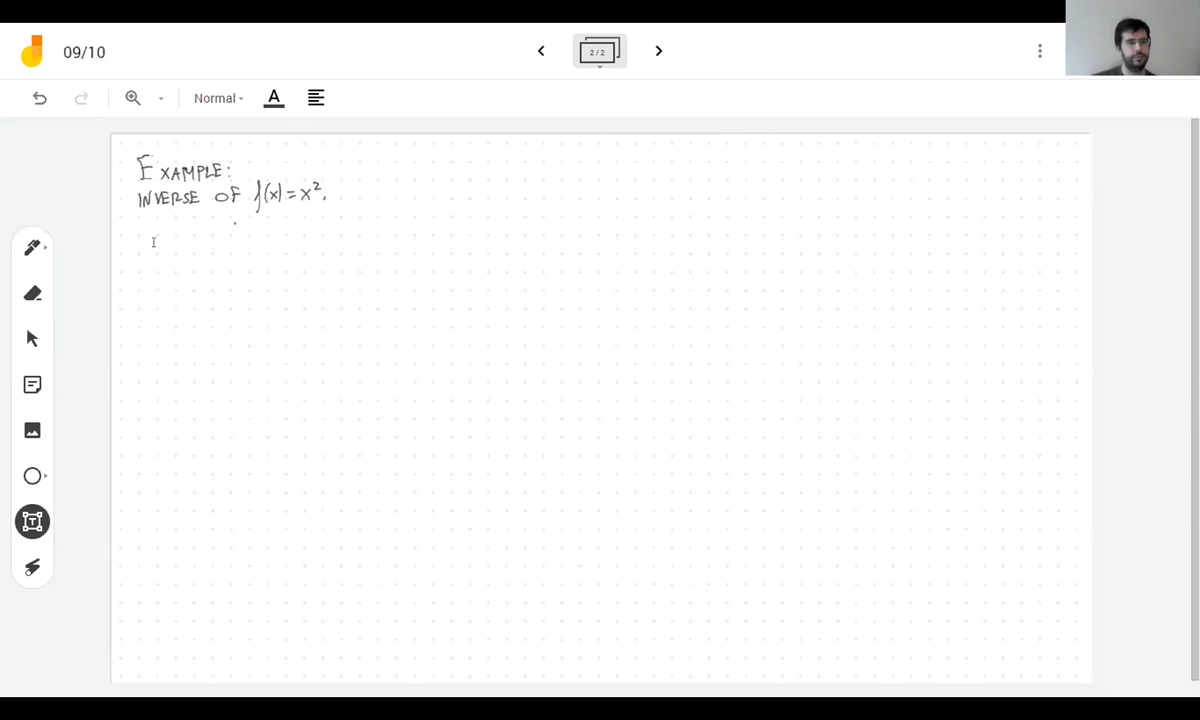 09/10
2/2
Normal
A
EXAMPLE:
INVERSE OF f(x) = x².